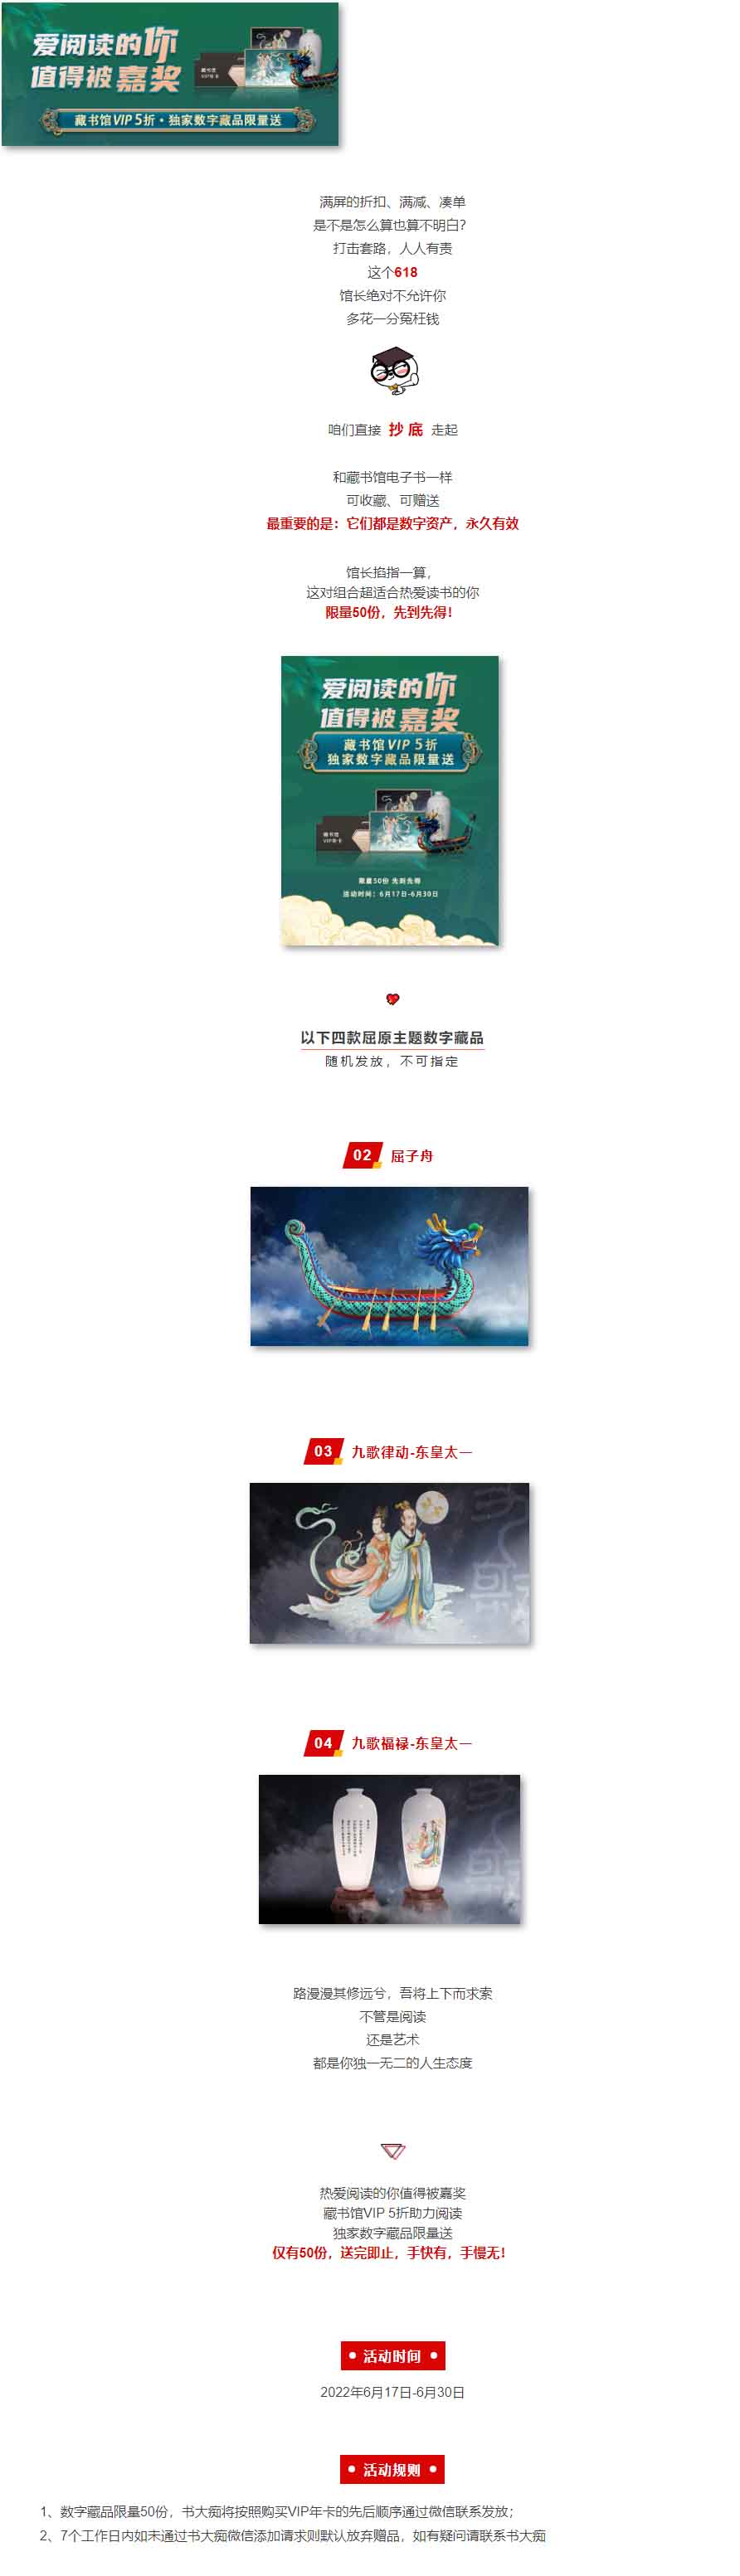 爱阅读的你
值得被嘉奖
藏书馆
VIP年卡
藏书馆VIP 5折·独家数字藏品限量送
满屏的折扣、满减、凑单
是不是怎么算也算不明白？
打击套路，人人有责
这个618
馆长绝对不允许你
多花一分冤枉钱
咱们直接 抄底 走起
和藏书馆电子书一样
可收藏、可赠送
最重要的是：它们都是数字资产，永久有效
馆长掐指一算，
这对组合超适合热爱读书的你
限量50份，先到先得！
爱阅读的你
值得被嘉奖
藏书馆VIP 5折
独家数字藏品限量送
藏书馆
VIP年卡
限量50份 先到先得
活动时间：6月17日-6月30日
以下四款屈原主题数字藏品
随机发放，不可指定
02 屈子舟
03 九歌律动-东皇太一
04 九歌福禄-东皇太一
路漫漫其修远兮，吾将上下而求索
不管是阅读
还是艺术
都是你独一无二的人生态度
热爱阅读的你值得被嘉奖
藏书馆VIP 5折助力阅读
独家数字藏品限量送
仅有50份，送完即止，手快有，手慢无！
活动时间
2022年6月17日-6月30日
活动规则
1、数字藏品限量50份，书大痴将按照购买VIP年卡的先后顺序通过微信联系发放；
2、7个工作日内如未通过书大痴微信添加请求则默认放弃赠品，如有疑问请联系书大痴